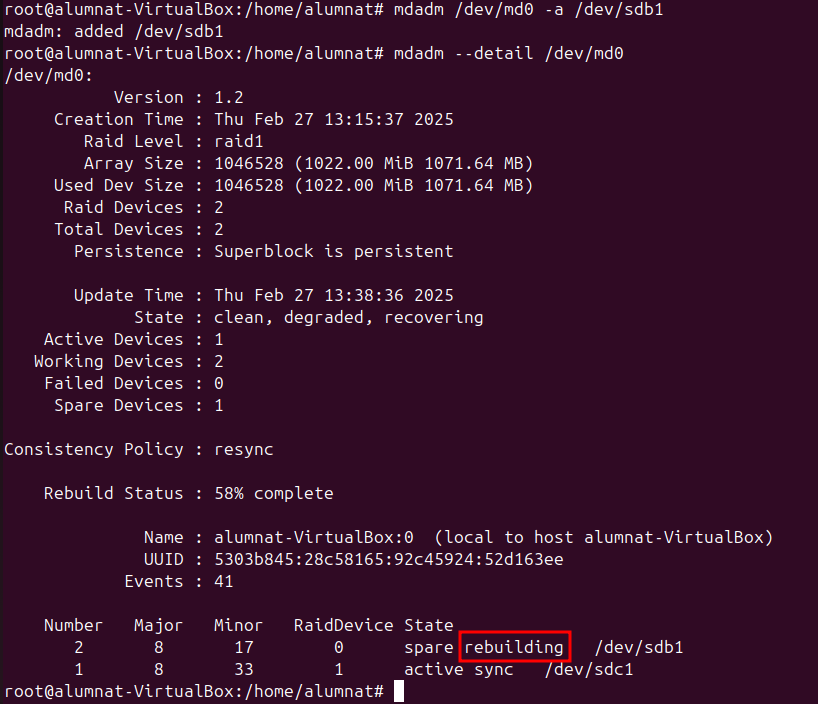 root@alumnat-VirtualBox:/home/alumnat# mdadm /dev/md0 -a /dev/sdb1
mdadm: added /dev/sdb1
root@alumnat-VirtualBox:/home/alumnat# mdadm --detail /dev/md0
/dev/md0:
           Version : 1.2
     Creation Time : Thu Feb 27 13:15:37 2025
        Raid Level : raid1
        Array Size : 1046528 (1022.00 MiB 1071.64 MB)
     Used Dev Size : 1046528 (1022.00 MiB 1071.64 MB)
      Raid Devices : 2
     Total Devices : 2
       Persistence : Superblock is persistent

       Update Time : Thu Feb 27 13:38:36 2025
             State : clean, degraded, recovering
    Active Devices : 1
   Working Devices : 2
    Failed Devices : 0
     Spare Devices : 1

Consistency Policy : resync

    Rebuild Status : 58% complete

              Name : alumnat-VirtualBox:0  (local to host alumnat-VirtualBox)
              UUID : 5303b845:28c58165:92c45924:52d163ee
            Events : 41

    Number   Major   Minor   RaidDevice State
       2       8       17        0      spare rebuilding   /dev/sdb1
       1       8       33        1      active sync   /dev/sdc1
root@alumnat-VirtualBox:/home/alumnat#